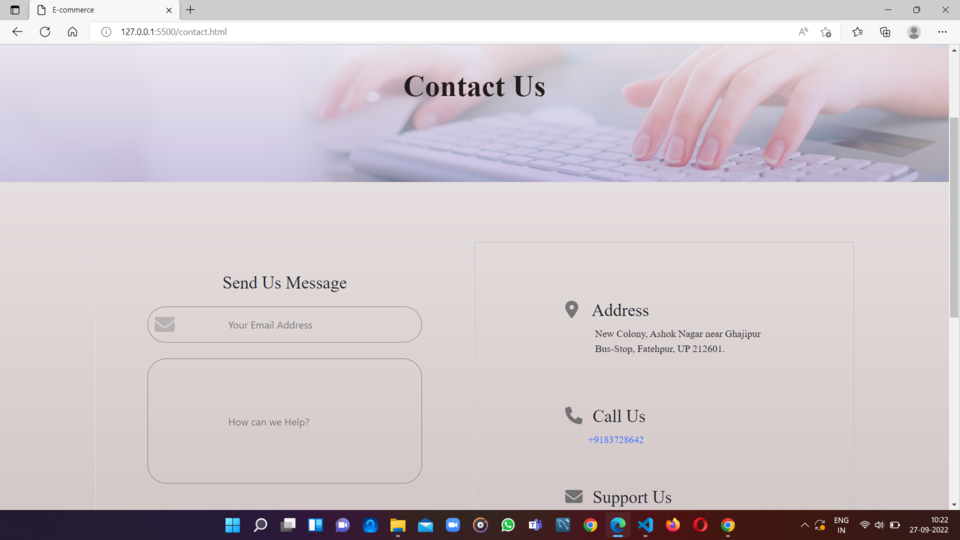 E-commerce
127.0.0.1:5500/contact.html
Contact Us
Send Us Message
Your Email Address
How can we Help?
Address
New Colony, Ashok Nagar near Ghajipur
Bus-Stop, Fatehpur, UP 212601.
Call Us
+9183728642
Support Us
ENG
IN
10:22
27-09-2022